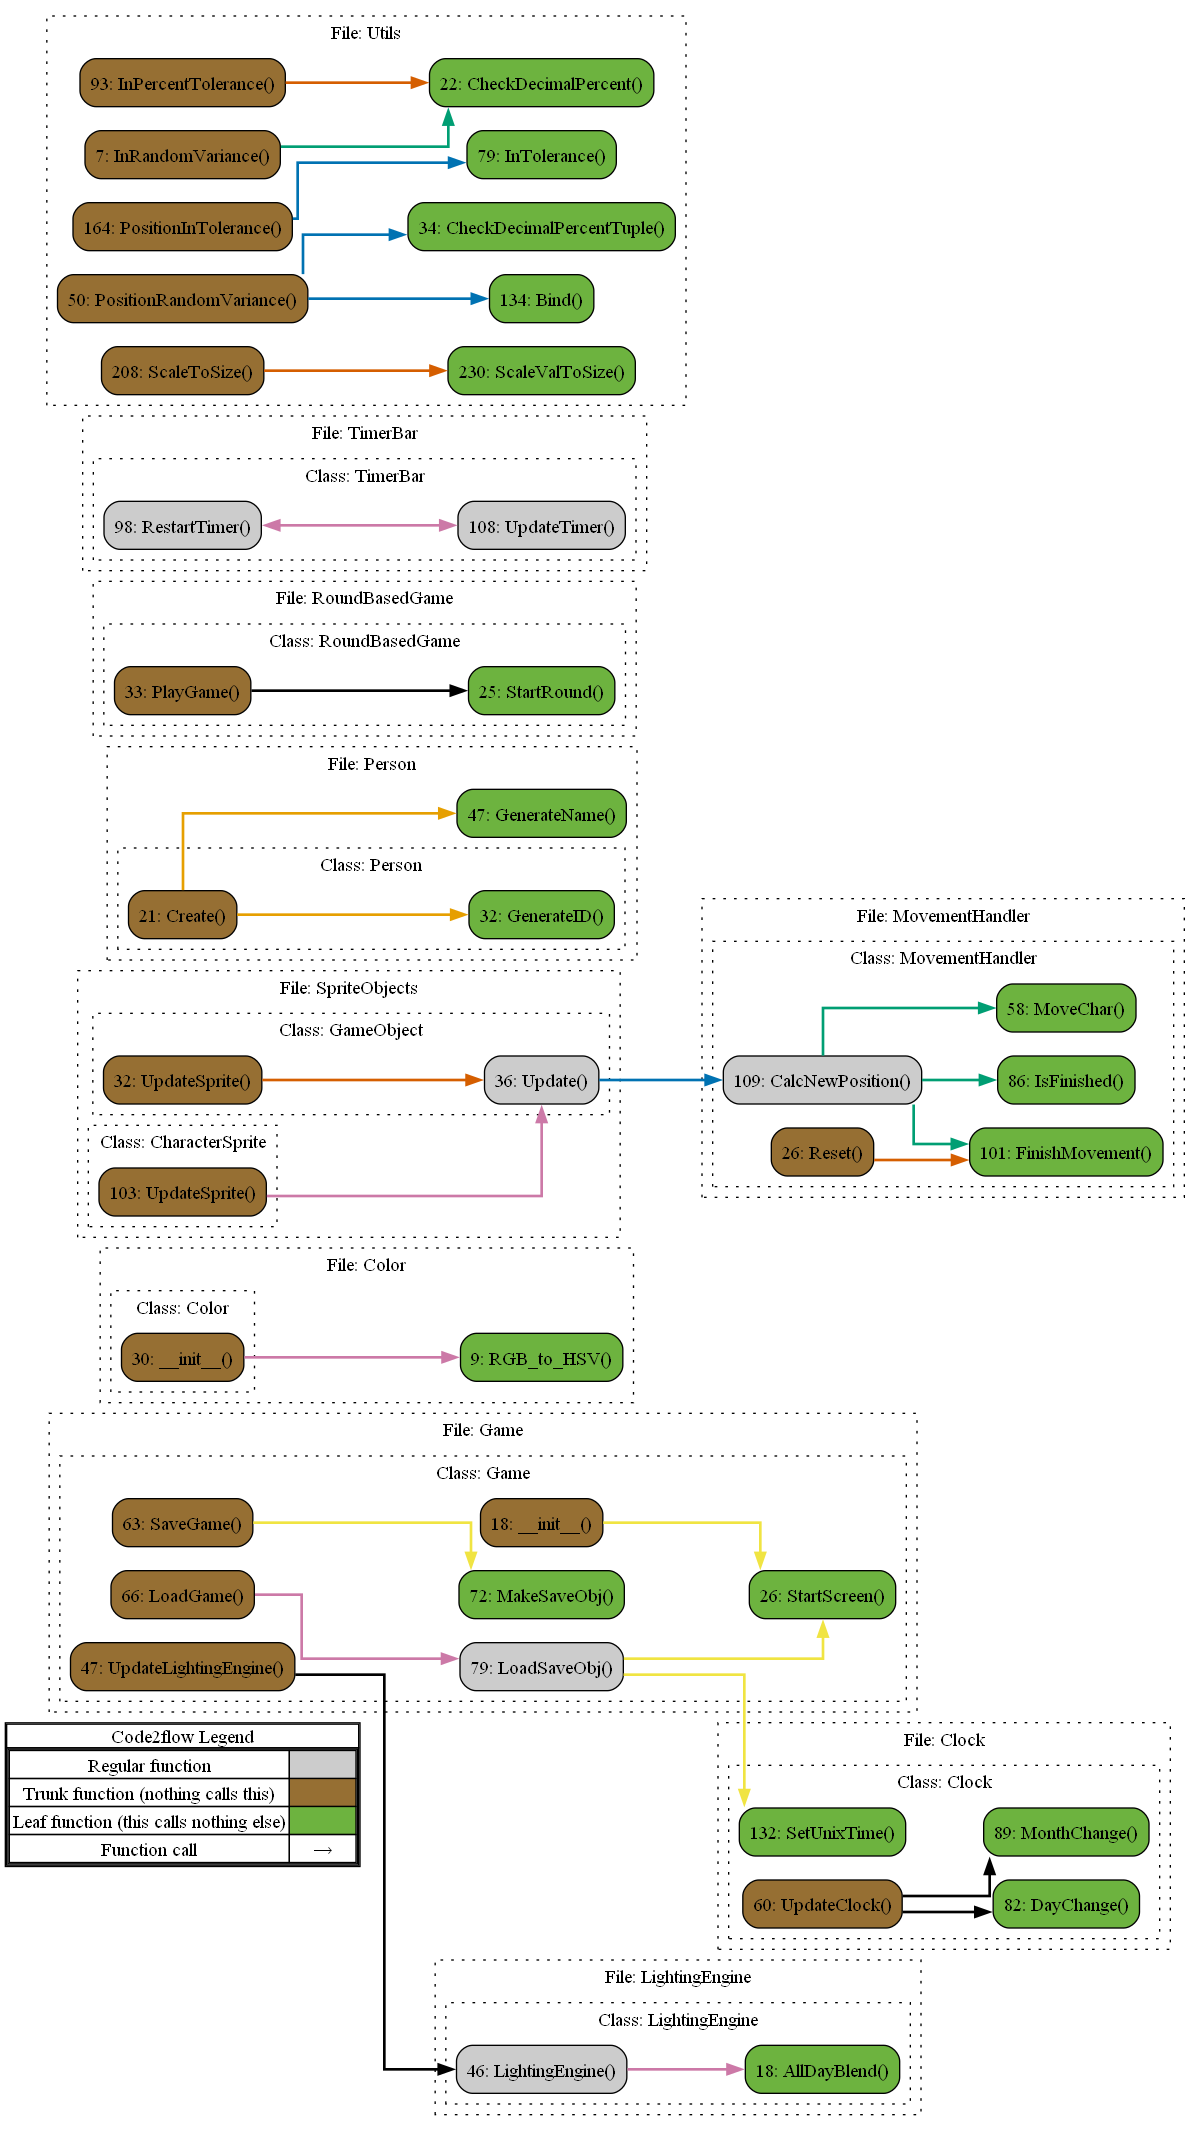 File: Utils
93: InPercentTolerance()
22: CheckDecimalPercent()
7: InRandomVariance()
79: InTolerance()
164: PositionInTolerance()
34: CheckDecimalPercentTuple()
50: PositionRandomVariance()
134: Bind()
208: ScaleToSize()
230: ScaleValToSize()
File: TimerBar
Class: TimerBar
98: RestartTimer()
108: UpdateTimer()
File: RoundBasedGame
Class: RoundBasedGame
33: PlayGame()
25: StartRound()
File: Person
47: GenerateName()
Class: Person
21: Create()
32: GenerateID()
File: MovementHandler
Class: MovementHandler
58: MoveChar()
109: CalcNewPosition()
86: IsFinished()
26: Reset()
101: FinishMovement()
File: SpriteObjects
Class: GameObject
32: UpdateSprite()
36: Update()
Class: CharacterSprite
103: UpdateSprite()
File: Color
Class: Color
30: __init__()
9: RGB_to_HSV()
File: Game
Class: Game
63: SaveGame()
18: __init__()
66: LoadGame()
72: MakeSaveObj()
26: StartScreen()
47: UpdateLightingEngine()
79: LoadSaveObj()
Code2flow Legend
Regular function
Trunk function (nothing calls this)
Leaf function (this calls nothing else)
Function call →
File: Clock
Class: Clock
132: SetUnixTime()
89: MonthChange()
60: UpdateClock()
82: DayChange()
File: LightingEngine
Class: LightingEngine
46: LightingEngine()
18: AllDayBlend()